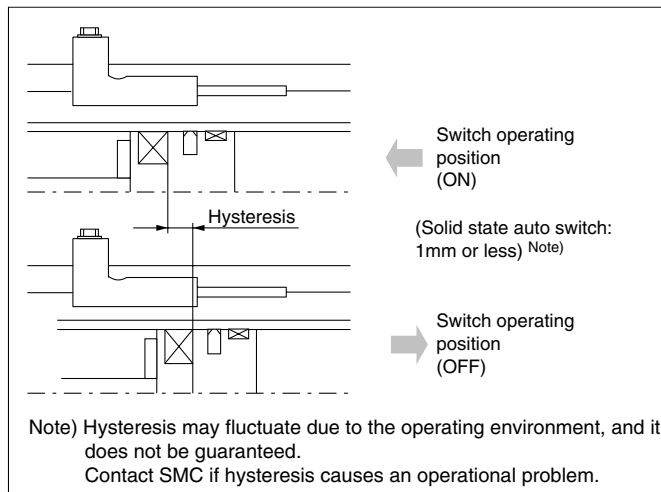 Switch operating
position
(ON)
Hysteresis
(Solid state auto switch:
1mm or less) Note)
Switch operating
position
(OFF)
Note) Hysteresis may fluctuate due to the operating environment, and it
does not be guaranteed.
Contact SMC if hysteresis causes an operational problem.